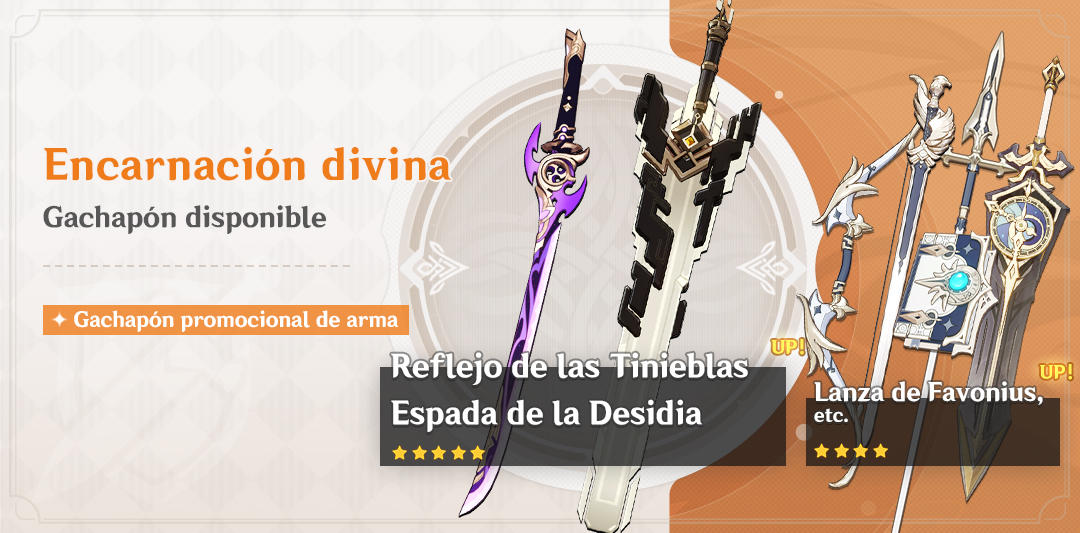 Encarnación divina
Gachapón disponible
✦ Gachapón promocional de arma
UP!
Reflejo de las Tinieblas
Espada de la Desidia
★★★★★
UP!
Lanza de Favonius,
etc.
★★★★